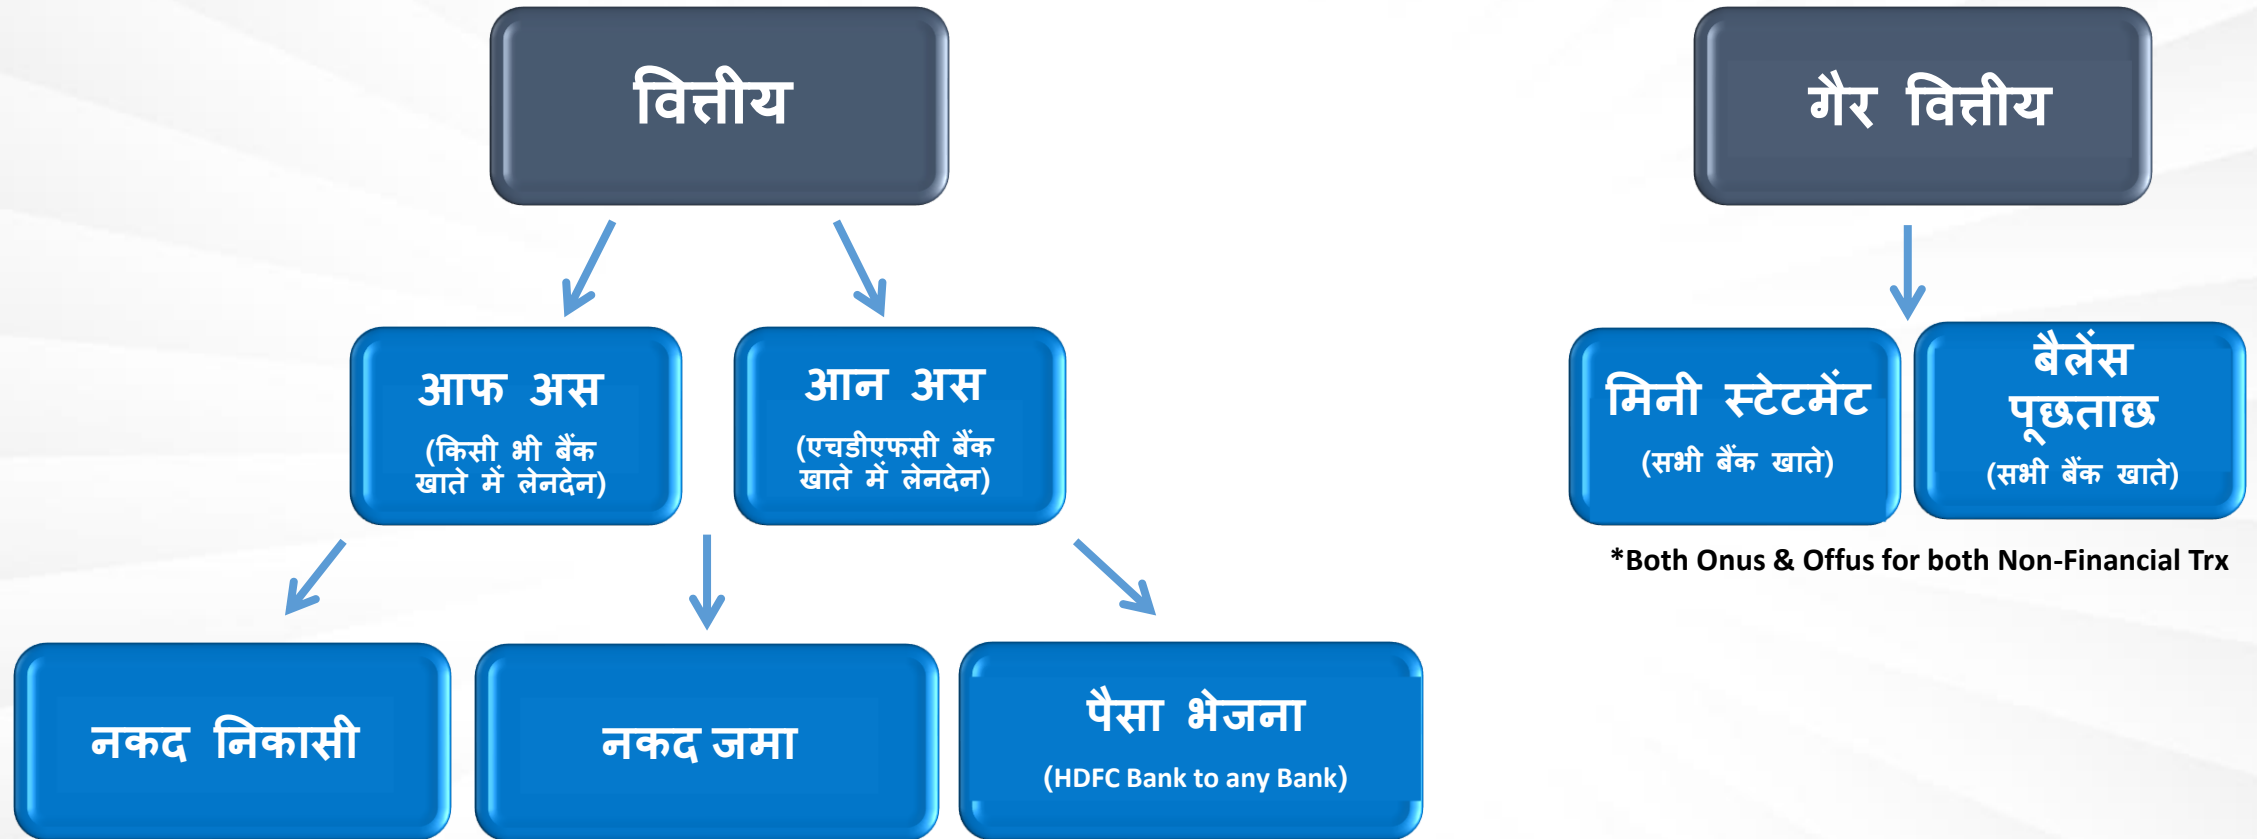 वित्तीय
गैर वित्तीय
आफ अस
(किसी भी बैंक
खाते में लेनदेन)
आन अस
(एचडीएफसी बैंक
खाते में लेनदेन)
मिनी स्टेटमेंट
(सभी बैंक खाते)
बैलेंस
पूछताछ
(सभी बैंक खाते)
*Both Onus & Offus for both Non-Financial Trx
नकद निकासी
नकद जमा
पैसा भेजना
(HDFC Bank to any Bank)